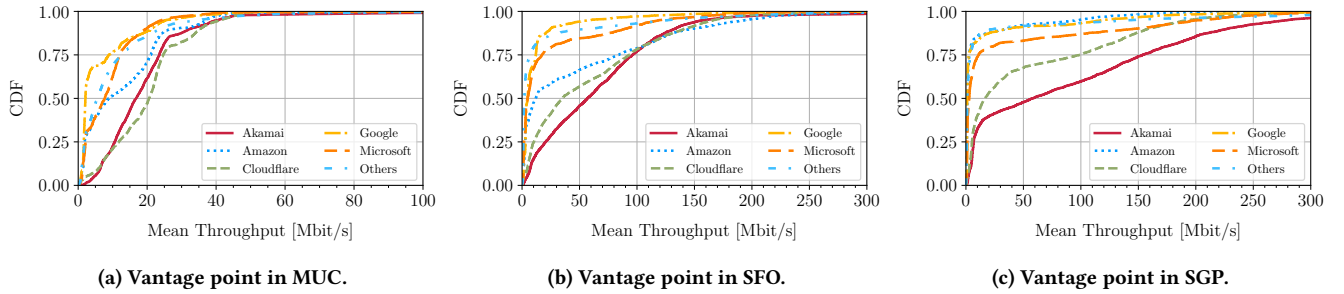 1.00
0.75
0.50
0.25
0.00
CDF
0 20 40 60 80 100
Mean Throughput [Mbit/s]
Akamai Google
Amazon Microsoft
Cloudflare Others
(a) Vantage point in MUC.
1.00
0.75
0.50
0.25
0.00
CDF
0 50 100 150 200 250 300
Mean Throughput [Mbit/s]
Akamai Google
Amazon Microsoft
Cloudflare Others
(b) Vantage point in SFO.
1.00
0.75
0.50
0.25
0.00
CDF
0 50 100 150 200 250 300
Mean Throughput [Mbit/s]
Akamai Google
Amazon Microsoft
Cloudflare Others
(c) Vantage point in SGP.